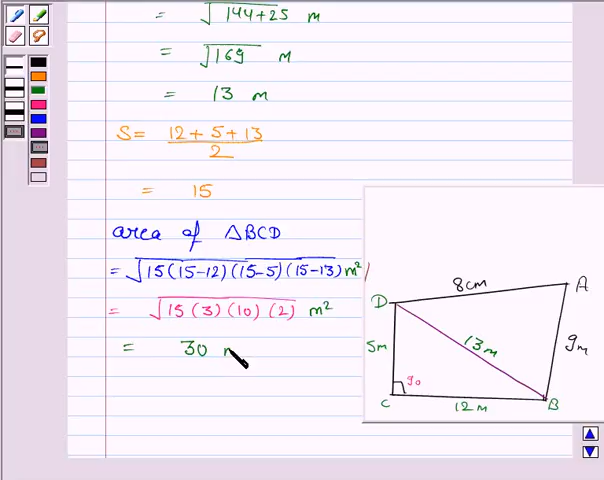 = √144+25 m
= √169 m
= 13 m
S= 12+5+13
2
= 15
area of △BCD
= √15(15-12)(15-5)(15-13) m²
= √15(3)(10)(2) m²
= 30
8cm
A
D
5m
13m
9m
90
C
12m
B